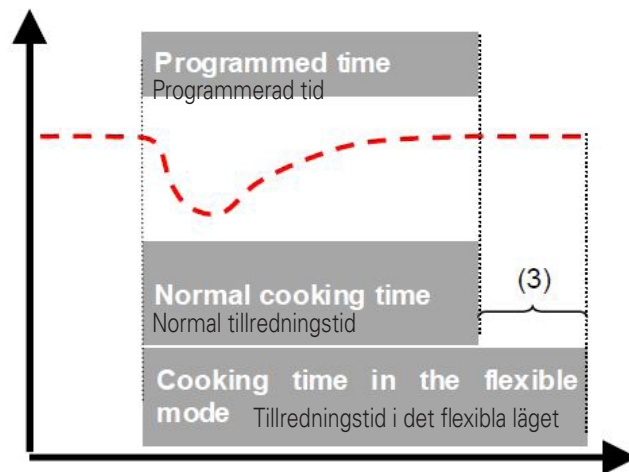 Programmed time
Programmerad tid
Normal cooking time
Normal tillredningstid
(3)
Cooking time in the flexible
mode Tillredningstid i det flexibla läget